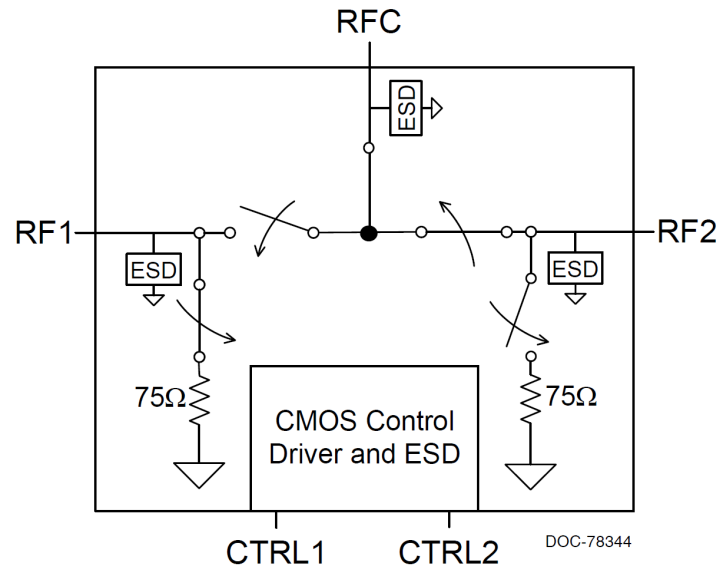 RFC
ESD
RF1
RF2
ESD
ESD
75Ω
75Ω
CMOS Control
Driver and ESD
CTRL1
CTRL2
DOC-78344